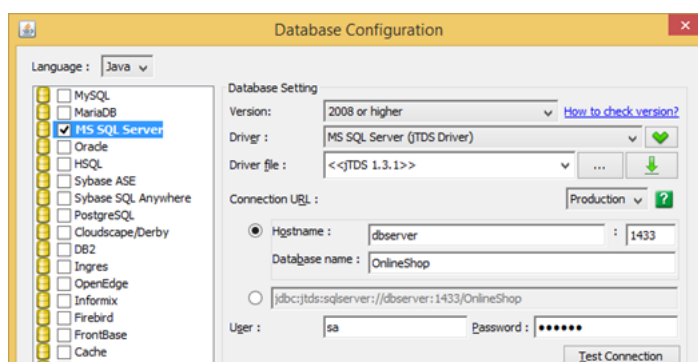 Database Configuration
Language : Java
MySQL
MariaDB
MS SQL Server
Oracle
HSQL
Sybase ASE
Sybase SQL Anywhere
PostgreSQL
Cloudscape/Derby
DB2
Ingres
OpenEdge
Informix
Firebird
FrontBase
Cache
Database Setting
Version: 2008 or higher How to check version?
Driver : MS SQL Server (jTDS Driver)
Driver file : <<jTDS 1.3.1>> ...
Connection URL : Production ?
Hostname : dbserver : 1433
Database name : OnlineShop
jdbc:jtds:sqlserver://dbserver:1433/OnlineShop
User : sa Password : ●●●●●●
Test Connection